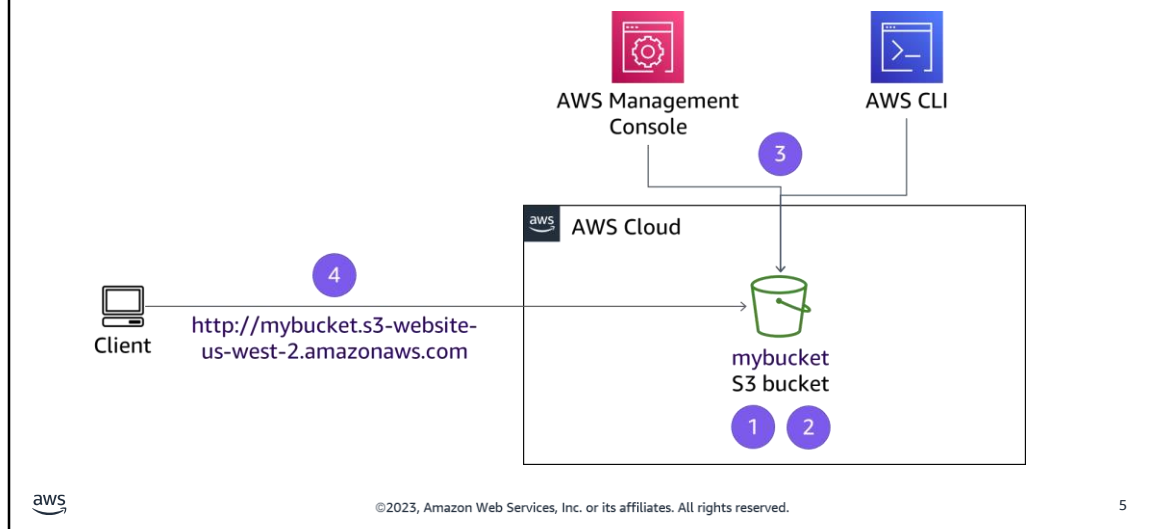 AWS Management
Console
AWS CLI
3
aws
AWS Cloud
4
http://mybucket.s3-website-
us-west-2.amazonaws.com
Client
mybucket
S3 bucket
1 2
aws
©2023, Amazon Web Services, Inc. or its affiliates. All rights reserved.
5